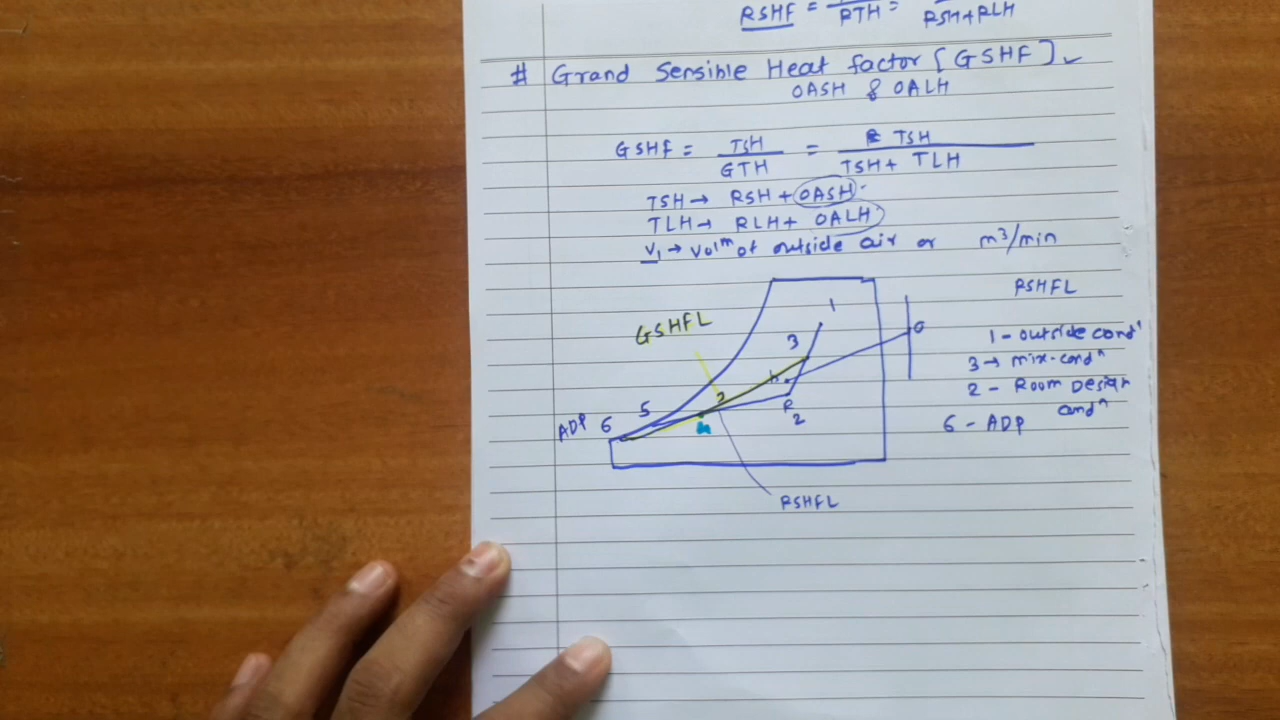 RSHF = RTH = RSH+RLH
# Grand Sensible Heat factor [GSHF]
OASH & OALH
GSHF = TSH / GTH = TSH / TSH + TLH
TSH → RSH + OASH
TLH → RLH + OALH
V1 → volm of outside air or m³/min
RSHFL
GSHFL
1
3
a
1 - outside condn
3 → mix-condn
h
2 - Room Design condn
2
R
2
ADP 6 5
6 - ADP
RSHFL